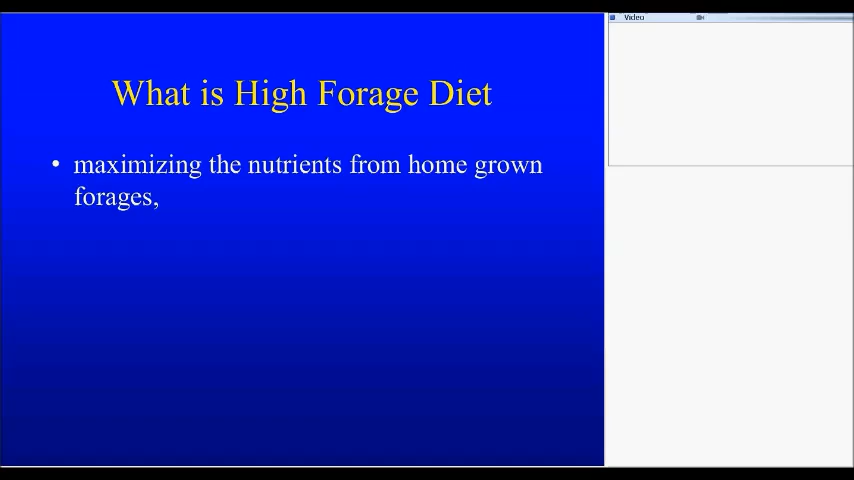 What is High Forage Diet
• maximizing the nutrients from home grown
forages,
Video